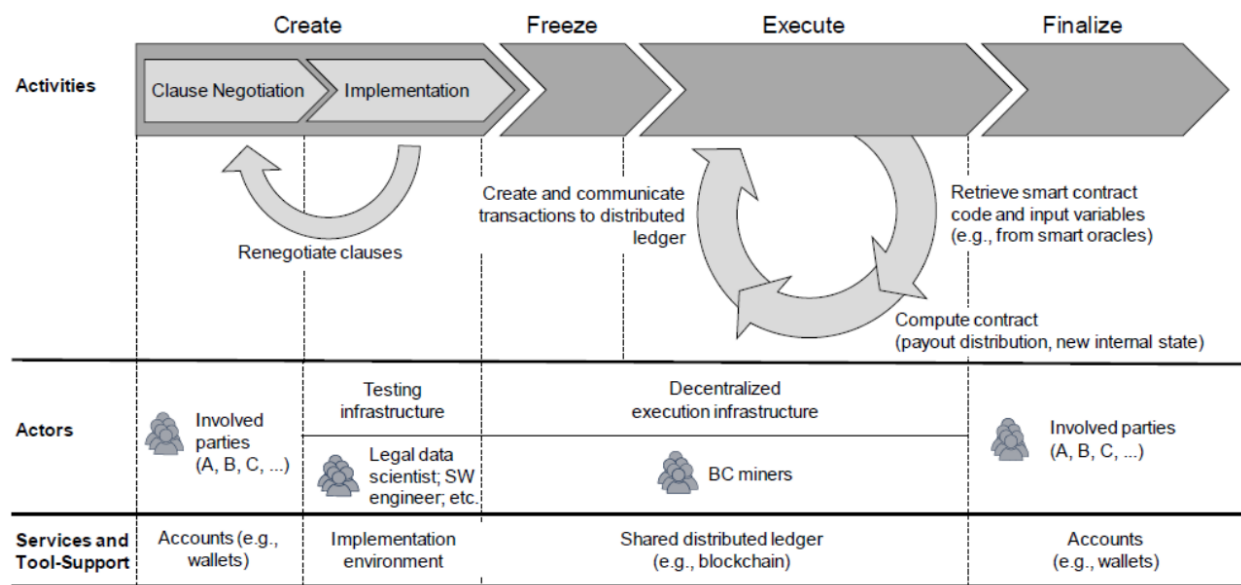 Create
Freeze
Execute
Finalize
Activities
Clause Negotiation
Implementation
Renegotiate clauses
Create and communicate
transactions to distributed
ledger
Retrieve smart contract
code and input variables
(e.g., from smart oracles)
Compute contract
(payout distribution, new internal state)
Actors
Involved
parties
(A, B, C, ...)
Testing
infrastructure
Legal data
scientist; SW
engineer; etc.
Decentralized
execution infrastructure
BC miners
Involved parties
(A, B, C, ...)
Services and
Tool-Support
Accounts (e.g.,
wallets)
Implementation
environment
Shared distributed ledger
(e.g., blockchain)
Accounts
(e.g., wallets)